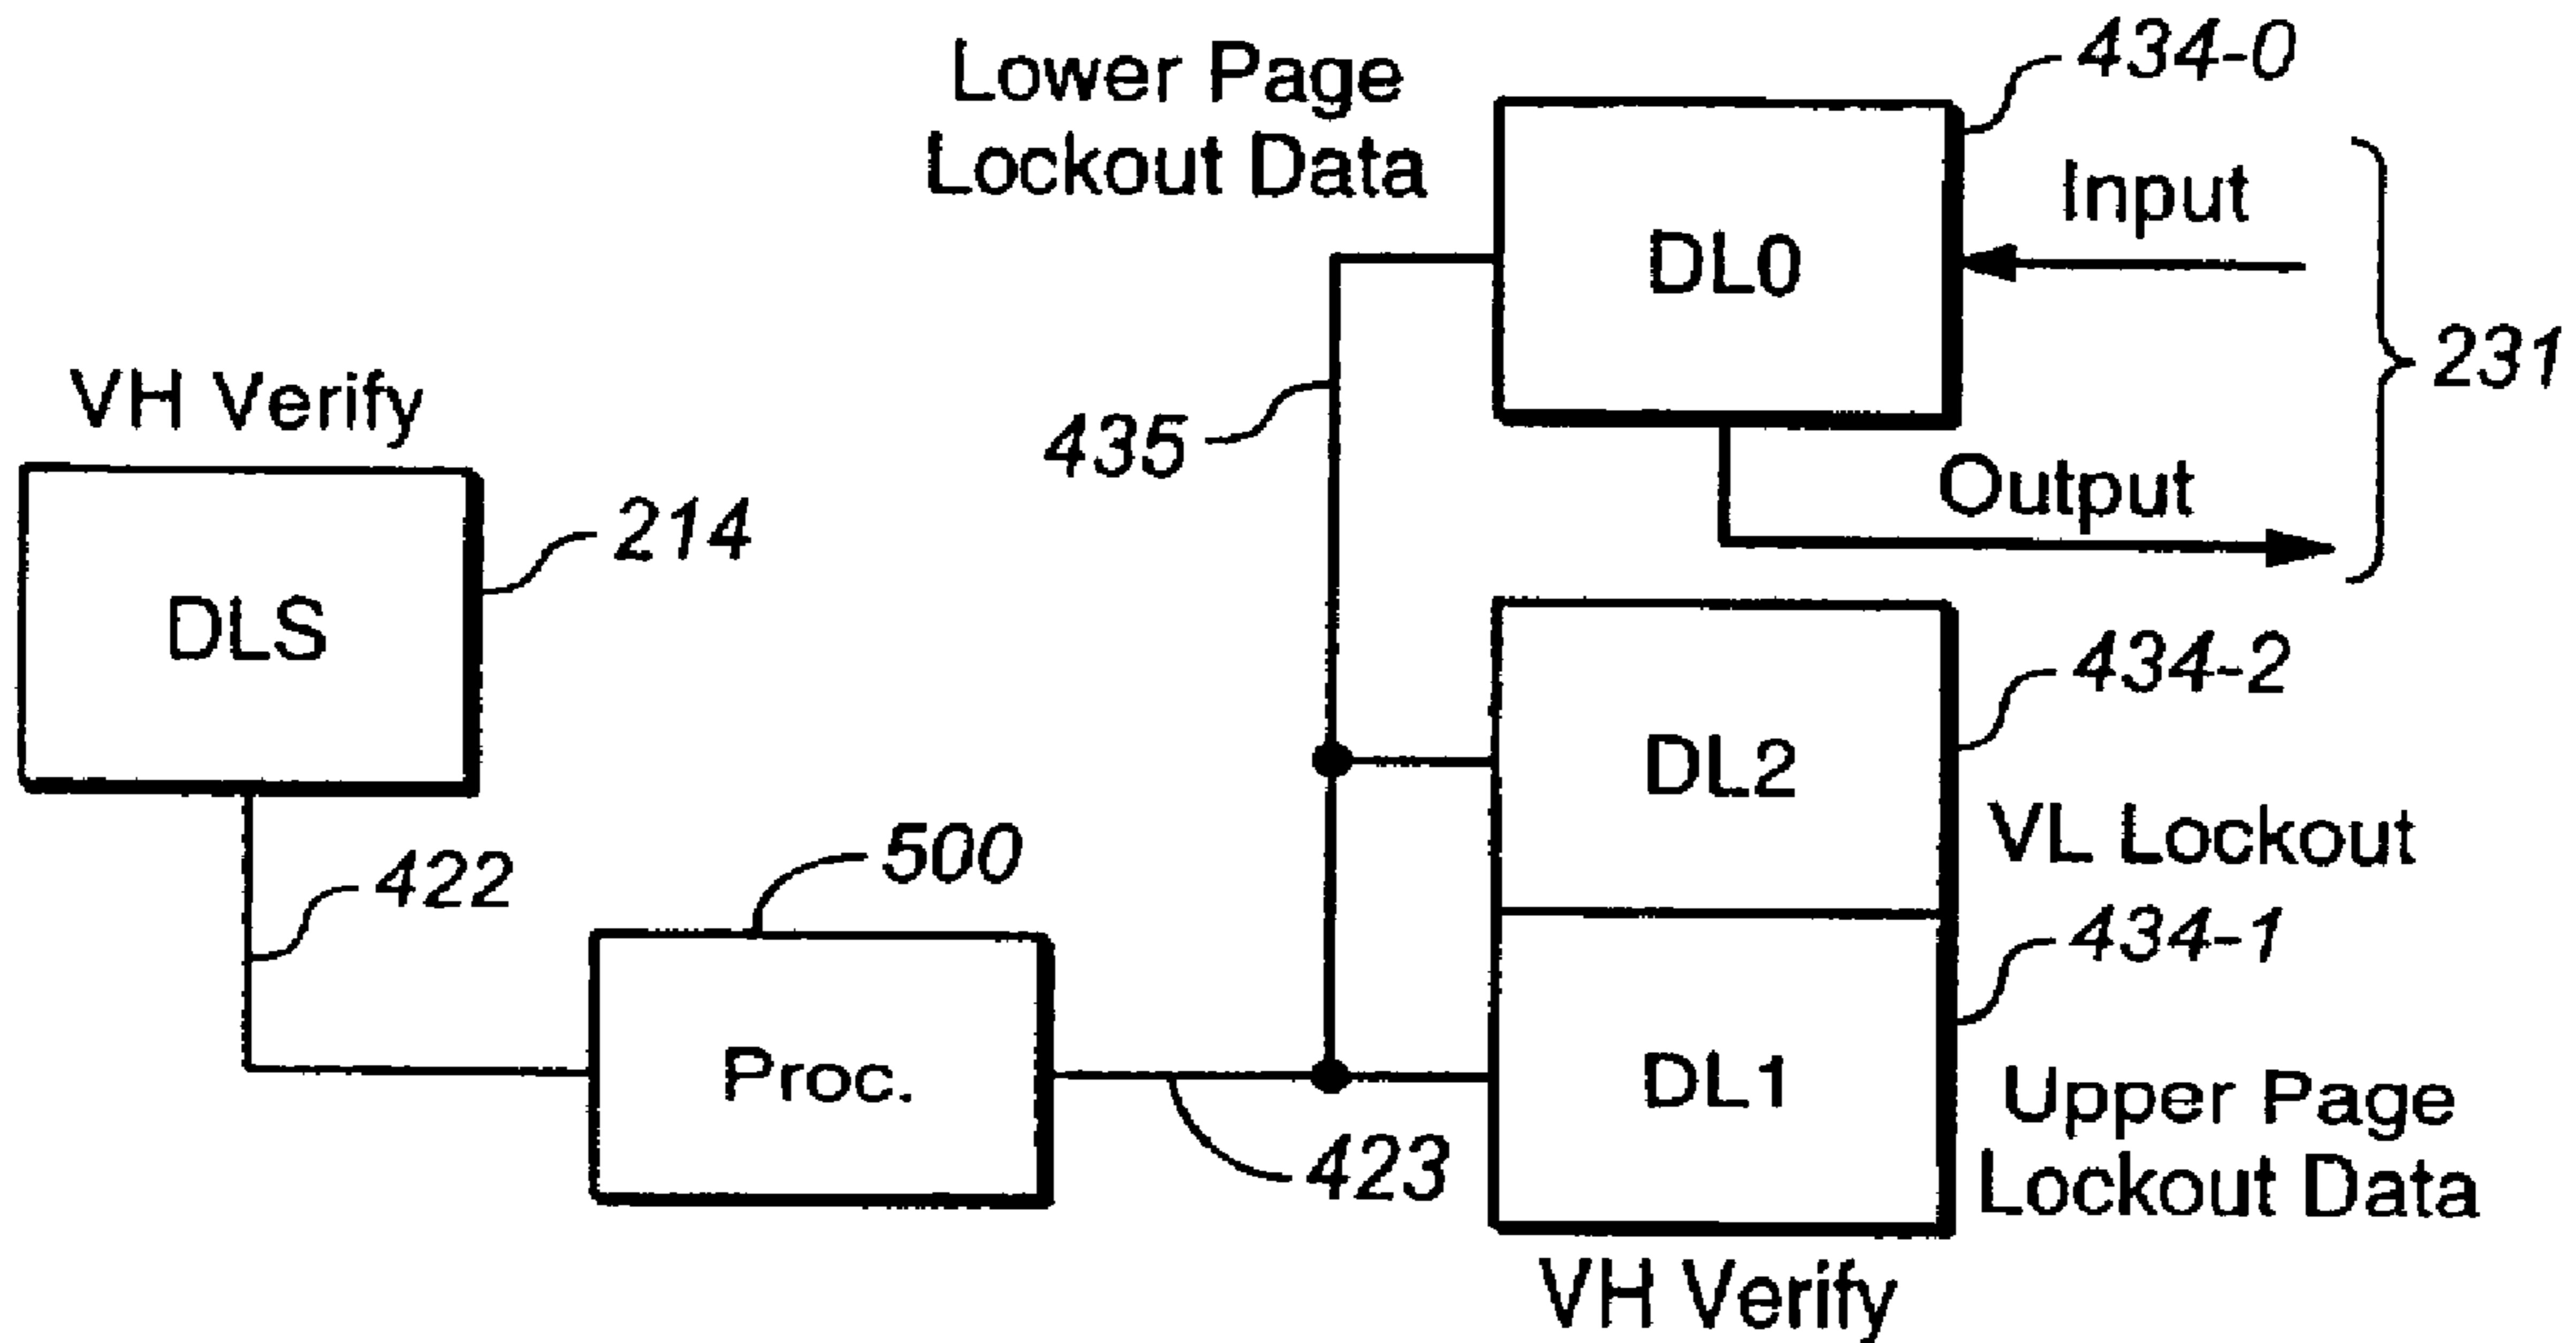 Lower Page
Lockout Data
434-0
DL0
Input
231
435
Output
VH Verify
DLS
214
422
500
Proc.
423
DL2
434-2
VL Lockout
434-1
DL1
Upper Page
Lockout Data
VH Verify